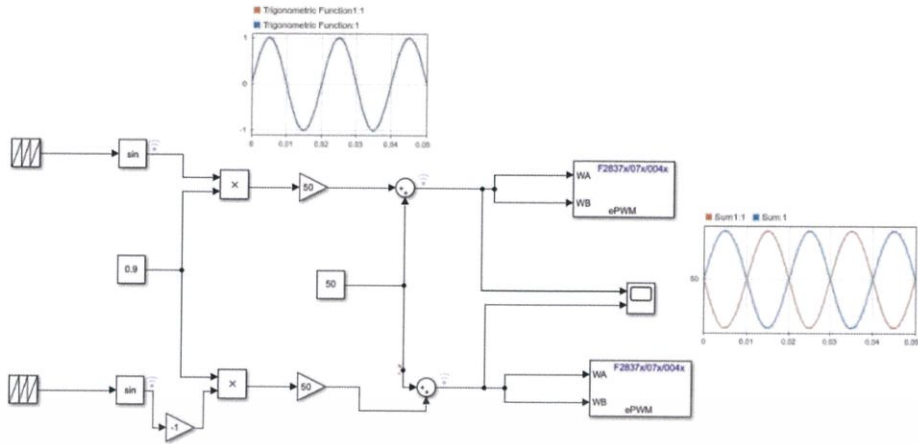 Trigonometric Function1:1
Trigonometric Function:1
1
0
-1
0 0.01 0.02 0.03 0.04 0.05
sin
×
50
WA
WB
F2837x/07x/004x
ePWM
Sum1:1 Sum:1
50
0 0.01 0.02 0.03 0.04 0.05
0.9
50
sin
-1
×
50
WA
WB
F2837x/07x/004x
ePWM